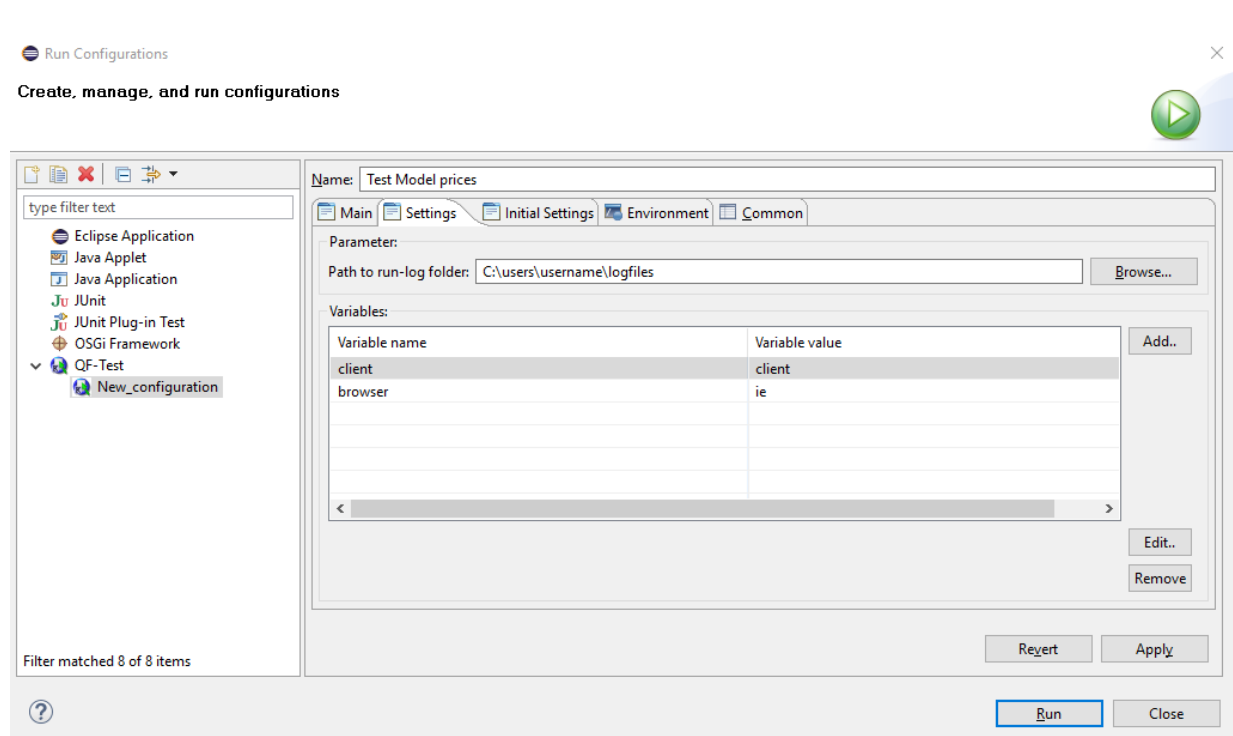 Run Configurations
Create, manage, and run configurations
type filter text
Eclipse Application
Java Applet
Java Application
JUnit
JUnit Plug-in Test
OSGi Framework
QF-Test
New_configuration
Filter matched 8 of 8 items
Name: Test Model prices
Main Settings Initial Settings Environment Common
Parameter:
Path to run-log folder: C:\users\username\logfiles Browse...
Variables:
Variable name Variable value Add..
client client
browser ie
Edit..
Remove
Revert Apply
Run Close